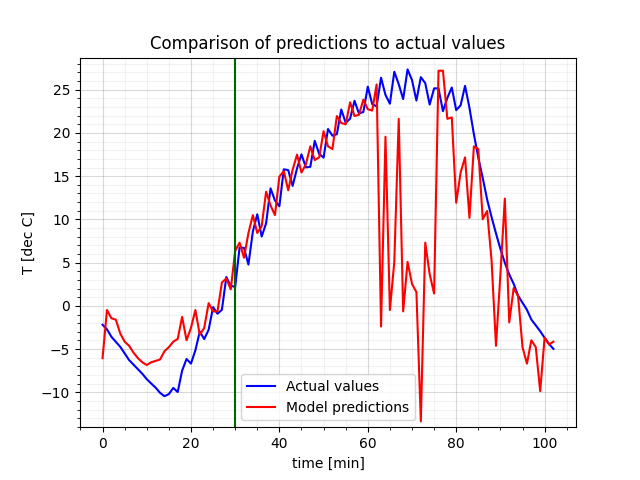 Comparison of predictions to actual values
T [dec C]
25
20
15
10
5
0
−5
−10
Actual values
Model predictions
0 20 40 60 80 100
time [min]